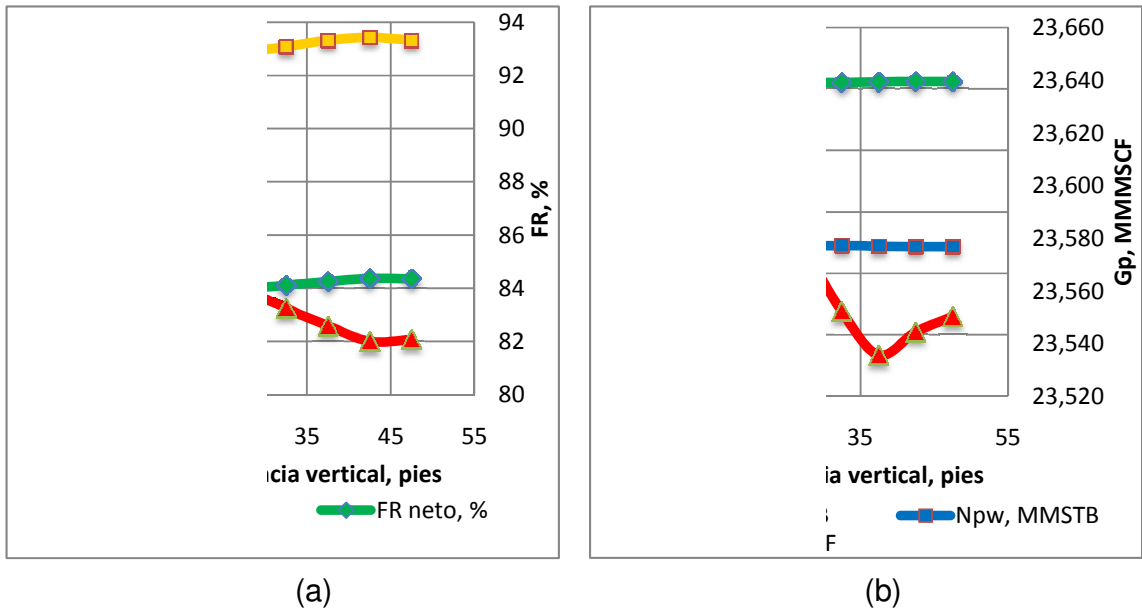 94
92
90
88
86
84
82
80
FR, %
35
45
55
cia vertical, pies
FR neto, %
(a)
23,660
23,640
23,620
23,600
23,580
23,560
23,540
23,520
Gp, MMMSCF
35
55
ia vertical, pies
Npw, MMSTB
F
(b)